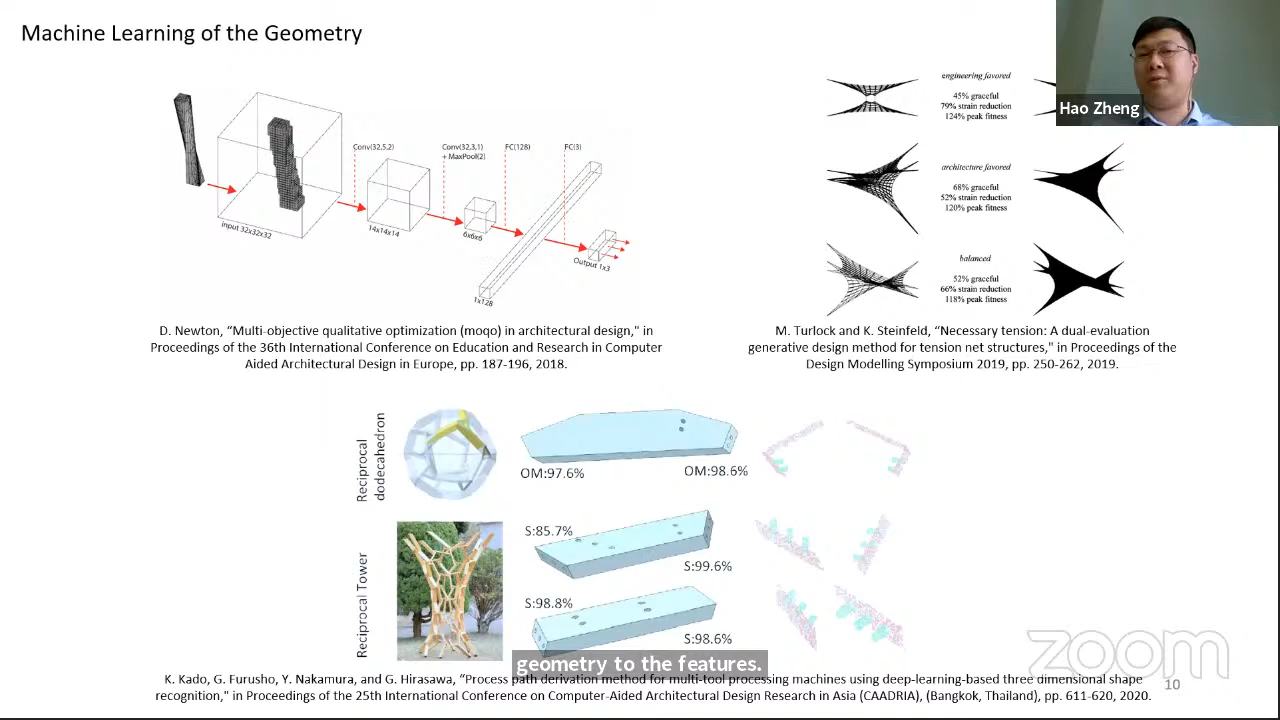 Machine Learning of the Geometry
Hao Zheng
Conv(32,5,2)
Conv(32,3,1)
+ MaxPool(2)
FC(128)
FC(3)
Input 32x32x32
14x14x14
6x6x6
1x128
Output 1x3
engineering favored
45% graceful
79% strain reduction
124% peak fitness
architecture favored
68% graceful
52% strain reduction
120% peak fitness
balanced
52% graceful
66% strain reduction
118% peak fitness
D. Newton, “Multi-objective qualitative optimization (moqo) in architectural design," in
Proceedings of the 36th International Conference on Education and Research in Computer
Aided Architectural Design in Europe, pp. 187-196, 2018.
M. Turlock and K. Steinfeld, “Necessary tension: A dual-evaluation
generative design method for tension net structures," in Proceedings of the
Design Modelling Symposium 2019, pp. 250-262, 2019.
Reciprocal
dodecahedron
OM:97.6%
OM:98.6%
Reciprocal Tower
S:85.7%
S:99.6%
S:98.8%
S:98.6%
zoom
geometry to the features.
K. Kado, G. Furusho, Y. Nakamura, and G. Hirasawa, “Process path derivation method for multi-tool processing machines using deep-learning-based three dimensional shape
recognition," in Proceedings of the 25th International Conference on Computer-Aided Architectural Design Research in Asia (CAADRIA), (Bangkok, Thailand), pp. 611-620, 2020.
10